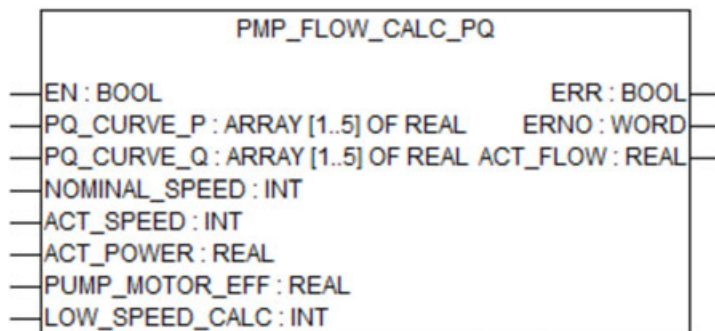 PMP_FLOW_CALC_PQ
EN : BOOL ERR : BOOL
PQ_CURVE_P : ARRAY [1..5] OF REAL ERNO : WORD
PQ_CURVE_Q : ARRAY [1..5] OF REAL ACT_FLOW : REAL
NOMINAL_SPEED : INT
ACT_SPEED : INT
ACT_POWER : REAL
PUMP_MOTOR_EFF : REAL
LOW_SPEED_CALC : INT